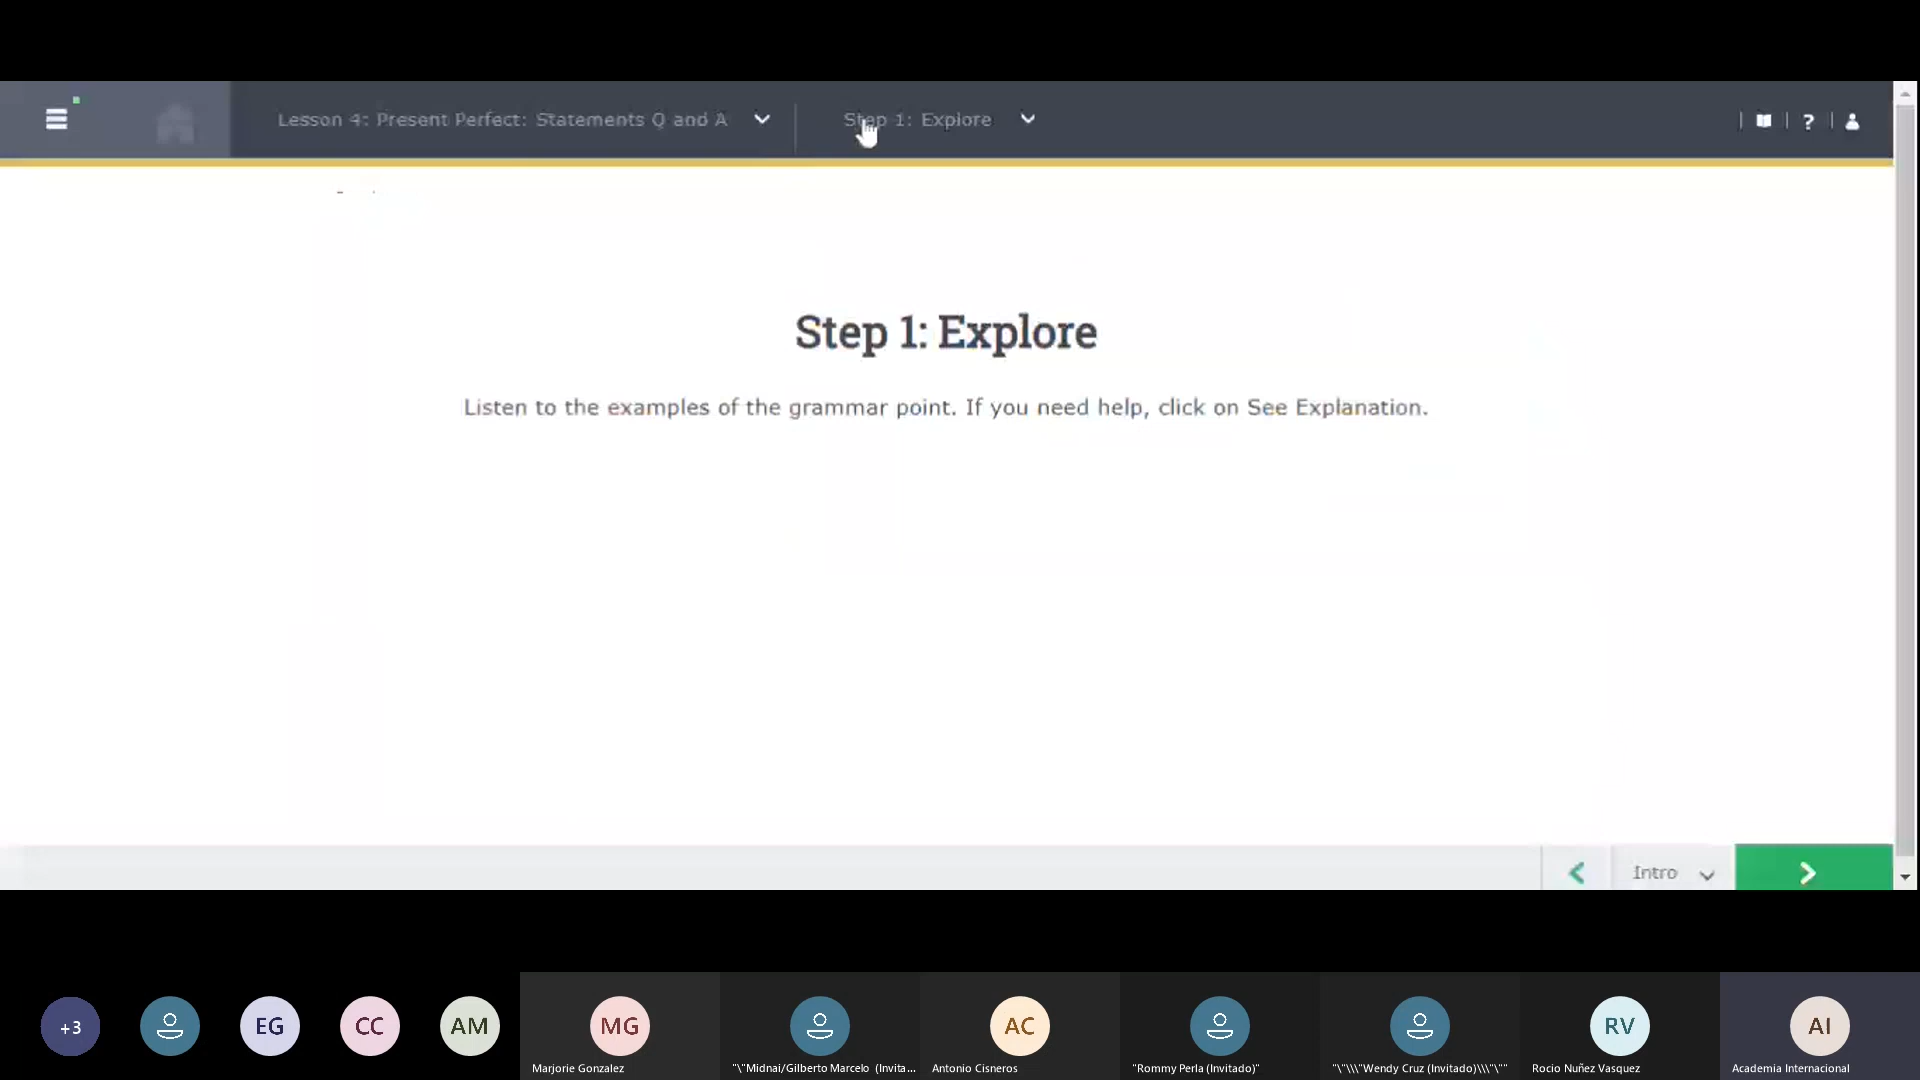 Lesson 4: Present Perfect: Statements Q and A
Step 1: Explore
?
Step 1: Explore
Listen to the examples of the grammar point. If you need help, click on See Explanation.
Intro
+3
EG
CC
AM
MG
AC
RV
AI
Marjorie Gonzalez
"\"Midnai/Gilberto Marcelo (Invita...
Antonio Cisneros
"Rommy Perla (Invitado)"
"\"\\\"Wendy Cruz (Invitado)\\\"\""
Rocio Nuñez Vasquez
Academia Internacional